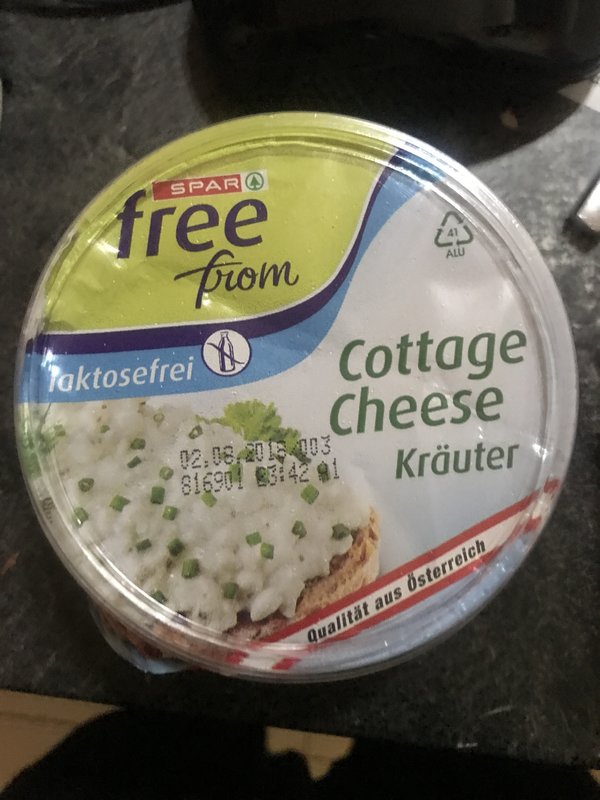 SPAR
free
from
laktosefrei
41
ALU
Cottage
Cheese
Kräuter
02.08.2018 003
816901 23:42 01
Qualität aus Österreich